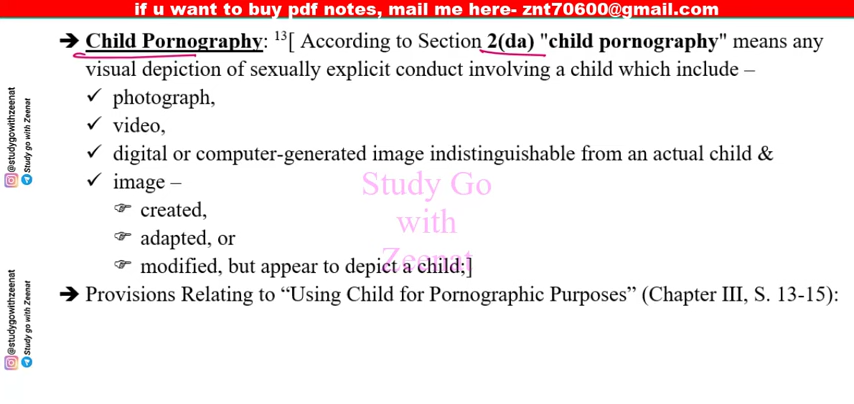 if u want to buy pdf notes, mail me here- znt70600@gmail.com
➔ Child Pornography: 13[ According to Section 2(da) "child pornography" means any
visual depiction of sexually explicit conduct involving a child which include –
✓ photograph,
✓ video,
✓ digital or computer-generated image indistinguishable from an actual child &
✓ image –
☞ created,
☞ adapted, or
☞ modified, but appear to depict a child;]
➔ Provisions Relating to “Using Child for Pornographic Purposes” (Chapter III, S. 13-15):
Study Go
with
Zeenat
@studygowithzeenat
Study go with Zeenat
@studygowithzeenat
Study go with Zeenat